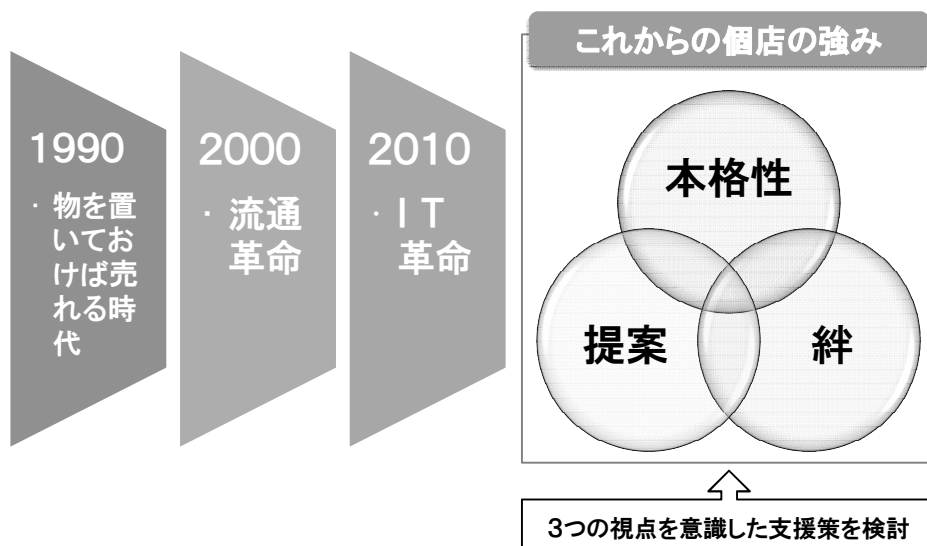 1990
・ 物を置
いてお
けば売
れる時
代
2000
・ 流通
革命
2010
・ IT
革命
これからの個店の強み
本格性
提案
絆
3つの視点を意識した支援策を検討